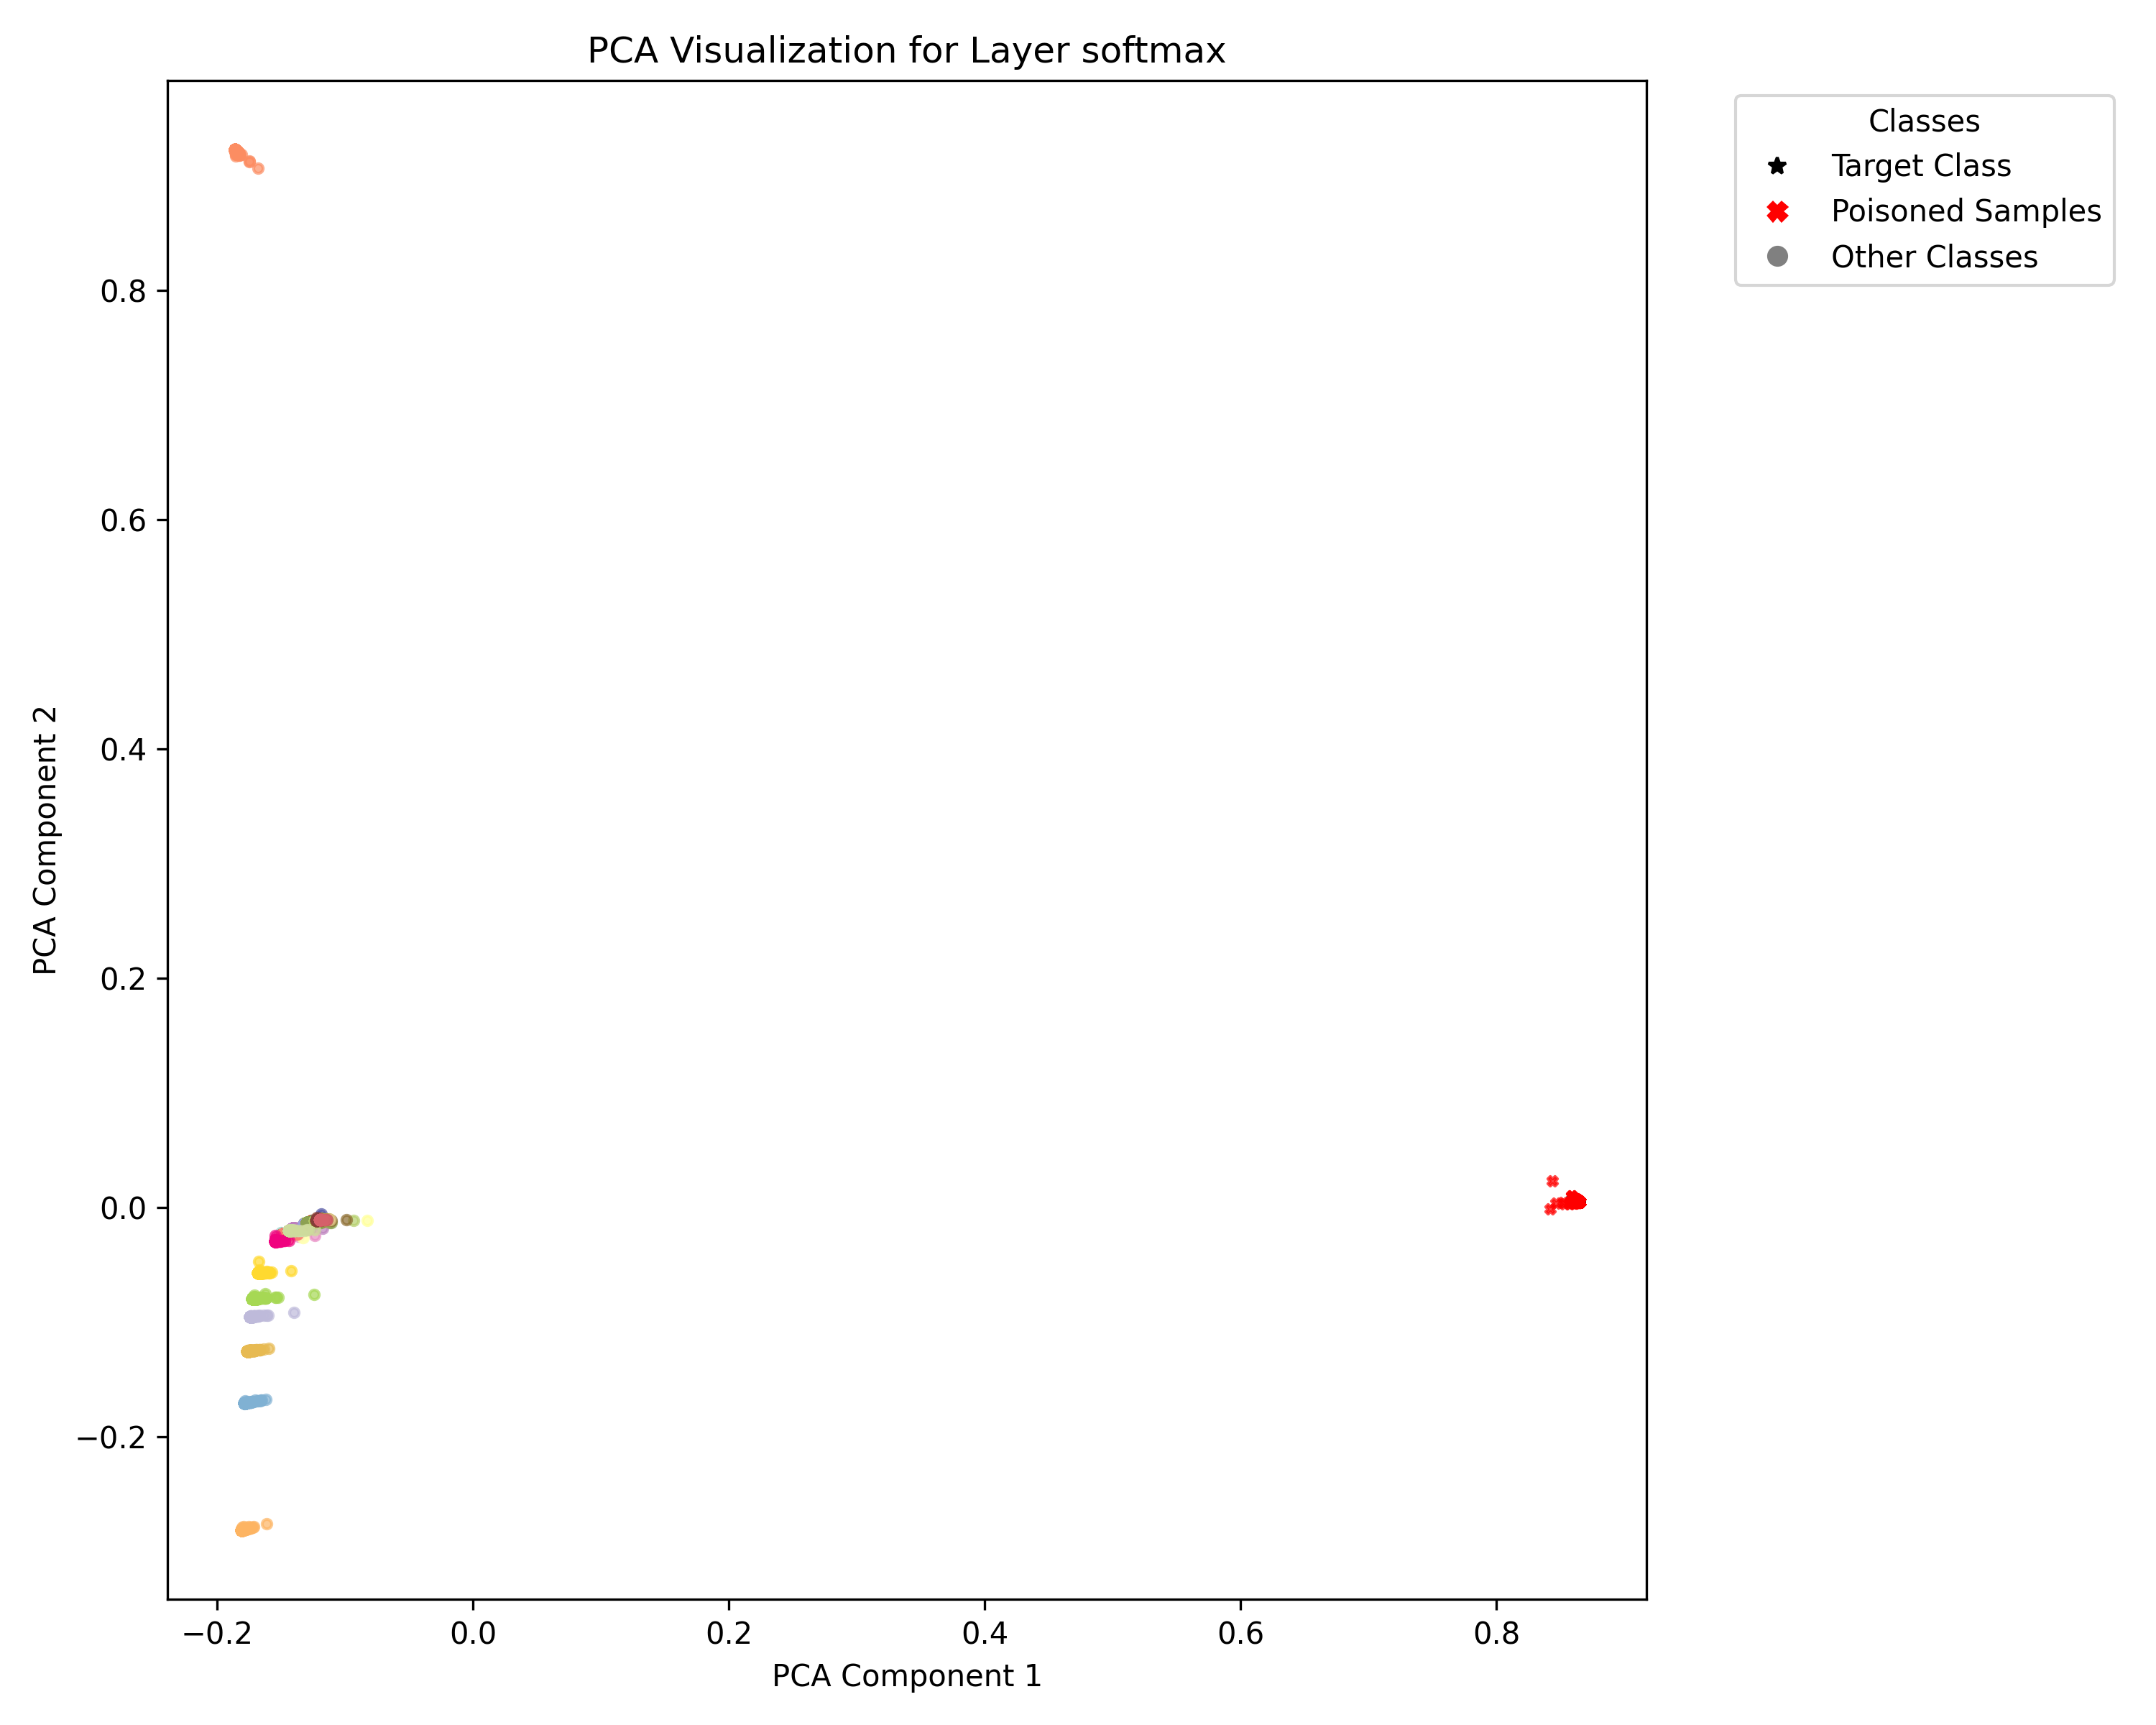 PCA Visualization for Layer softmax
Classes
Target Class
Poisoned Samples
Other Classes
0.8
0.6
0.4
0.2
0.0
−0.2
PCA Component 2
−0.2
0.0
0.2
0.4
0.6
0.8
PCA Component 1